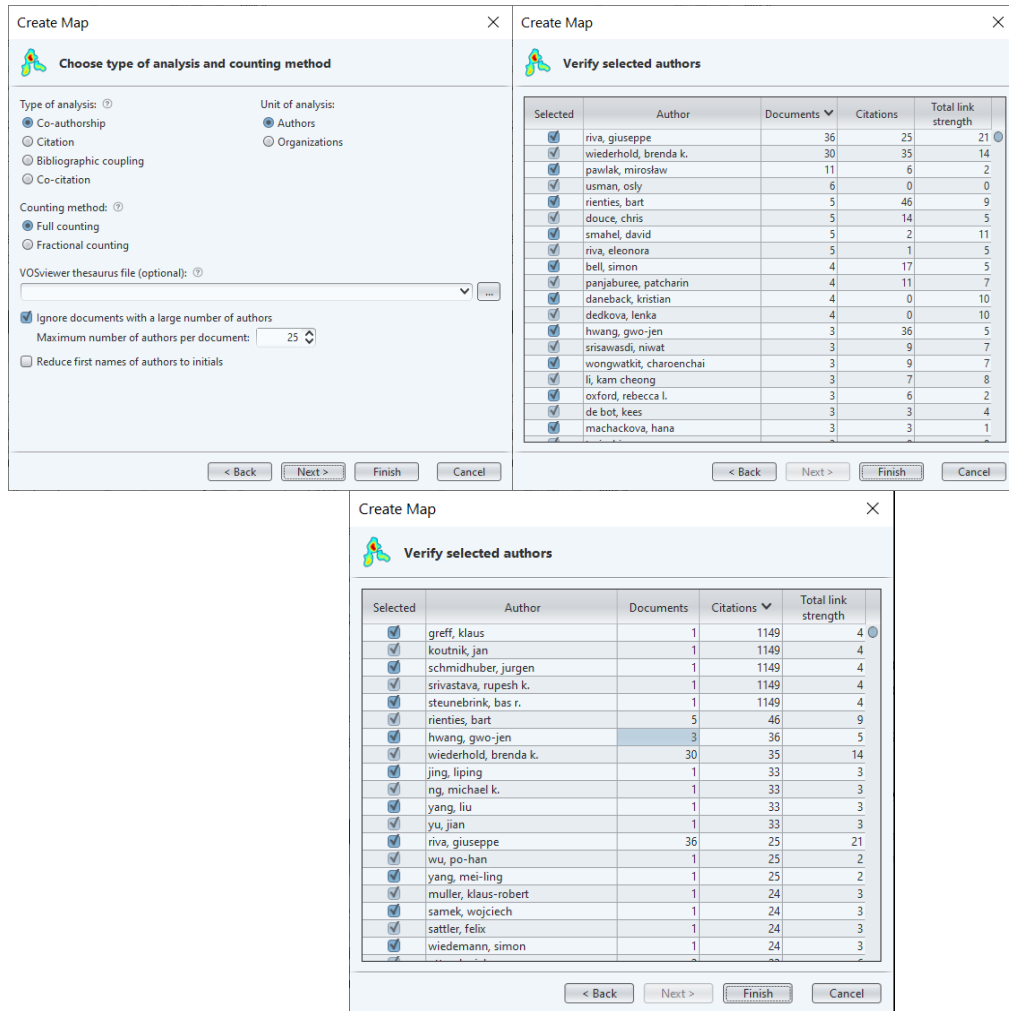 Create Map
Choose type of analysis and counting method
Type of analysis:
Unit of analysis:
Co-authorship
Authors
Citation
Organizations
Bibliographic coupling
Co-citation
Counting method:
Full counting
Fractional counting
VOSviewer thesaurus file (optional):
...
Ignore documents with a large number of authors
Maximum number of authors per document: 25
Reduce first names of authors to initials
< Back Next > Finish Cancel
Create Map
Verify selected authors
Selected Author Documents Citations Total link strength
riva, giuseppe 36 25 21
wiederhold, brenda k. 30 35 14
pawlak, mirosław 11 6 2
usman, osly 6 0 0
rienties, bart 5 46 9
douce, chris 5 14 5
smahel, david 5 2 11
riva, eleonora 5 1 5
bell, simon 4 17 5
panjaburee, patcharin 4 11 7
daneback, kristian 4 0 10
dedkova, lenka 4 0 10
hwang, gwo-jen 3 36 5
srisawasdi, niwat 3 9 7
wongwatkit, charoenchai 3 9 7
li, kam cheong 3 7 8
oxford, rebecca l. 3 6 2
de bot, kees 3 3 4
machackova, hana 3 3 1
< Back Next > Finish Cancel
Create Map
Verify selected authors
Selected Author Documents Citations Total link strength
greff, klaus 1 1149 4
koutnik, jan 1 1149 4
schmidhuber, jurgen 1 1149 4
srivastava, rupesh k. 1 1149 4
steunebrink, bas r. 1 1149 4
rienties, bart 5 46 9
hwang, gwo-jen 3 36 5
wiederhold, brenda k. 30 35 14
jing, liping 1 33 3
ng, michael k. 1 33 3
yang, liu 1 33 3
yu, jian 1 33 3
riva, giuseppe 36 25 21
wu, po-han 1 25 2
yang, mei-ling 1 25 2
muller, klaus-robert 1 24 3
samek, wojciech 1 24 3
sattler, felix 1 24 3
wiedemann, simon 1 24 3
< Back Next > Finish Cancel